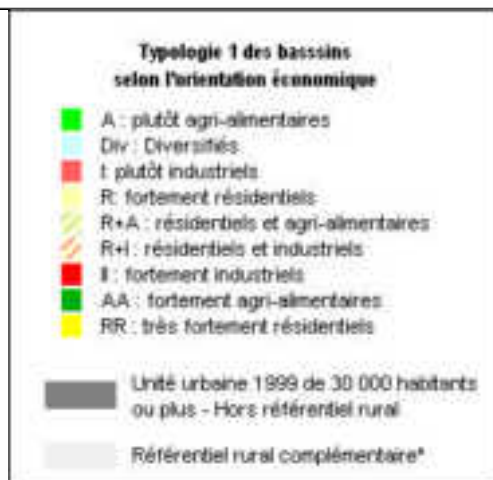 Typologie 1 des basssins
selon l'orientation économique
A : plutôt agri-alimentaires
Div : Diversifiés
I: plutôt industriels
R: fortement résidentiels
R+A : résidentiels et agri-alimentaires
R+I : résidentiels et industriels
II : fortement industriels
AA : fortement agri-alimentaires
RR : très fortement résidentiels
Unité urbaine 1999 de 30 000 habitants
ou plus - Hors référentiel rural
Référentiel rural complémentaire*